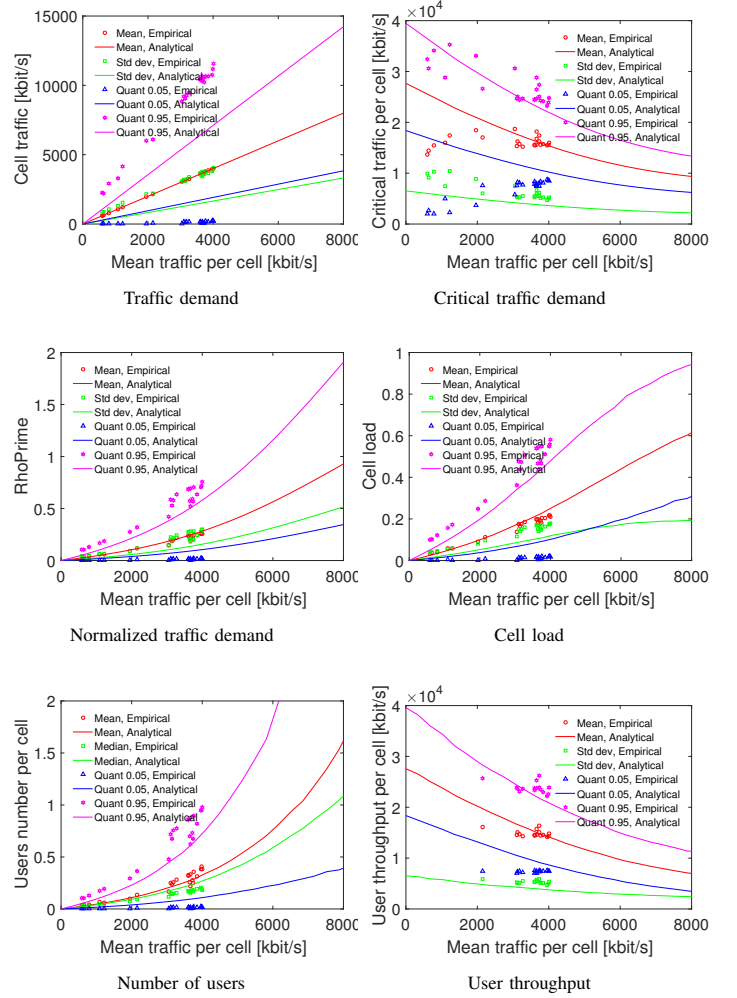 15000
10000
5000
0
0 2000 4000 6000 8000
Cell traffic [kbit/s]
Mean traffic per cell [kbit/s]
Mean, Empirical
Mean, Analytical
Std dev, Empirical
Std dev, Analytical
Quant 0.05, Empirical
Quant 0.05, Analytical
Quant 0.95, Empirical
Quant 0.95, Analytical
Traffic demand
×10⁴
4
3
2
1
0
0 2000 4000 6000 8000
Critical traffic per cell [kbit/s]
Mean traffic per cell [kbit/s]
Mean, Empirical
Mean, Analytical
Std dev, Empirical
Std dev, Analytical
Quant 0.05, Empirical
Quant 0.05, Analytical
Quant 0.95, Empirical
Quant 0.95, Analytical
Critical traffic demand
2
1.5
1
0.5
0
0 2000 4000 6000 8000
RhoPrime
Mean traffic per cell [kbit/s]
Mean, Empirical
Mean, Analytical
Std dev, Empirical
Std dev, Analytical
Quant 0.05, Empirical
Quant 0.05, Analytical
Quant 0.95, Empirical
Quant 0.95, Analytical
Normalized traffic demand
1
0.8
0.6
0.4
0.2
0
0 2000 4000 6000 8000
Cell load
Mean traffic per cell [kbit/s]
Mean, Empirical
Mean, Analytical
Std dev, Empirical
Std dev, Analytical
Quant 0.05, Empirical
Quant 0.05, Analytical
Quant 0.95, Empirical
Quant 0.95, Analytical
Cell load
2
1.5
1
0.5
0
0 2000 4000 6000 8000
Users number per cell
Mean traffic per cell [kbit/s]
Mean, Empirical
Mean, Analytical
Median, Empirical
Median, Analytical
Quant 0.05, Empirical
Quant 0.05, Analytical
Quant 0.95, Empirical
Quant 0.95, Analytical
Number of users
×10⁴
4
3
2
1
0
0 2000 4000 6000 8000
User throughput per cell [kbit/s]
Mean traffic per cell [kbit/s]
Mean, Empirical
Mean, Analytical
Std dev, Empirical
Std dev, Analytical
Quant 0.05, Empirical
Quant 0.05, Analytical
Quant 0.95, Empirical
Quant 0.95, Analytical
User throughput